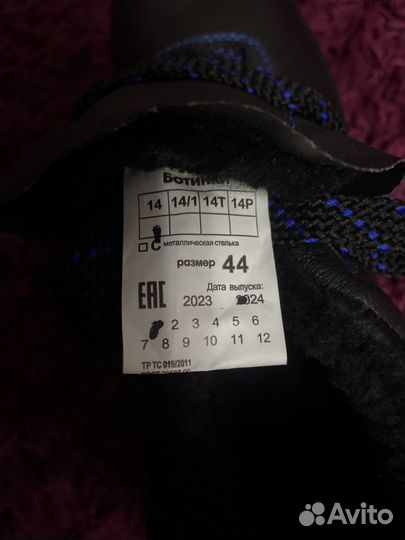 Ботинки
14 14/1 14Т 14Р
С металлическая стелька
размер 44
EAC Дата выпуска:
2023 2024
2 3 4 5 6
7 8 9 10 11 12
ТР ТС 019/2011
Avito